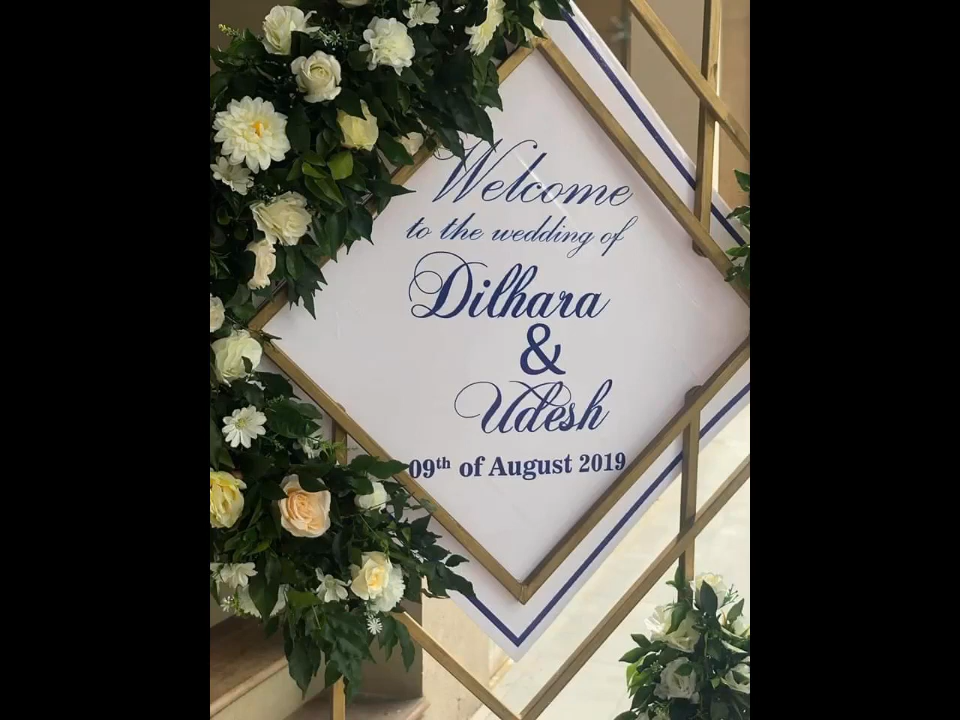 Welcome
to the wedding of
Dilhara
&
Udesh
09th of August 2019